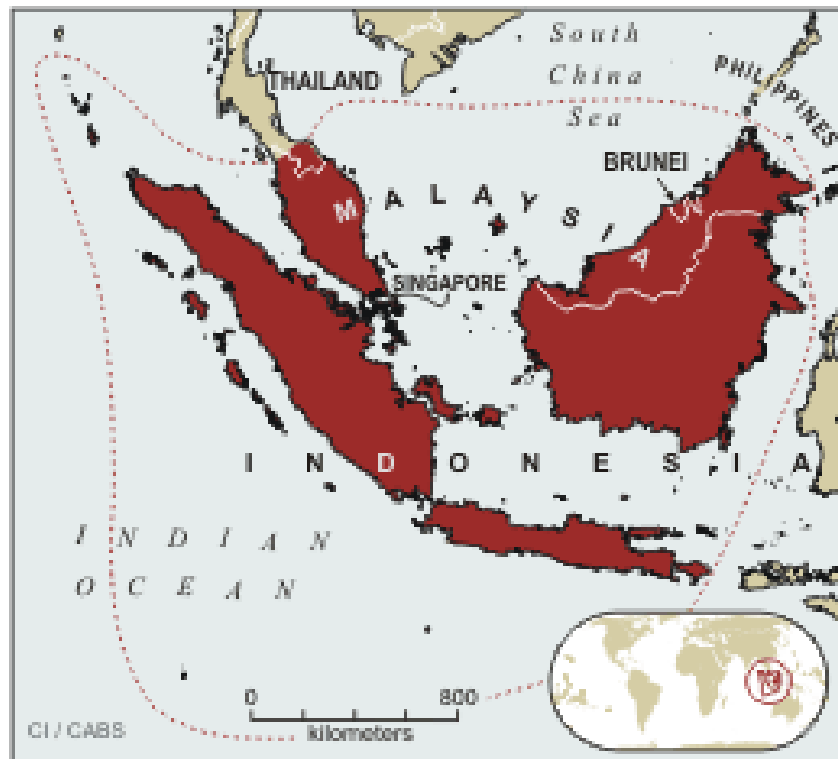 South
China
Sea
THAILAND
PHILIPPINES
BRUNEI
MALAYSIA
SINGAPORE
INDONESIA
INDIAN
OCEAN
0 800
kilometers
CI / CABS